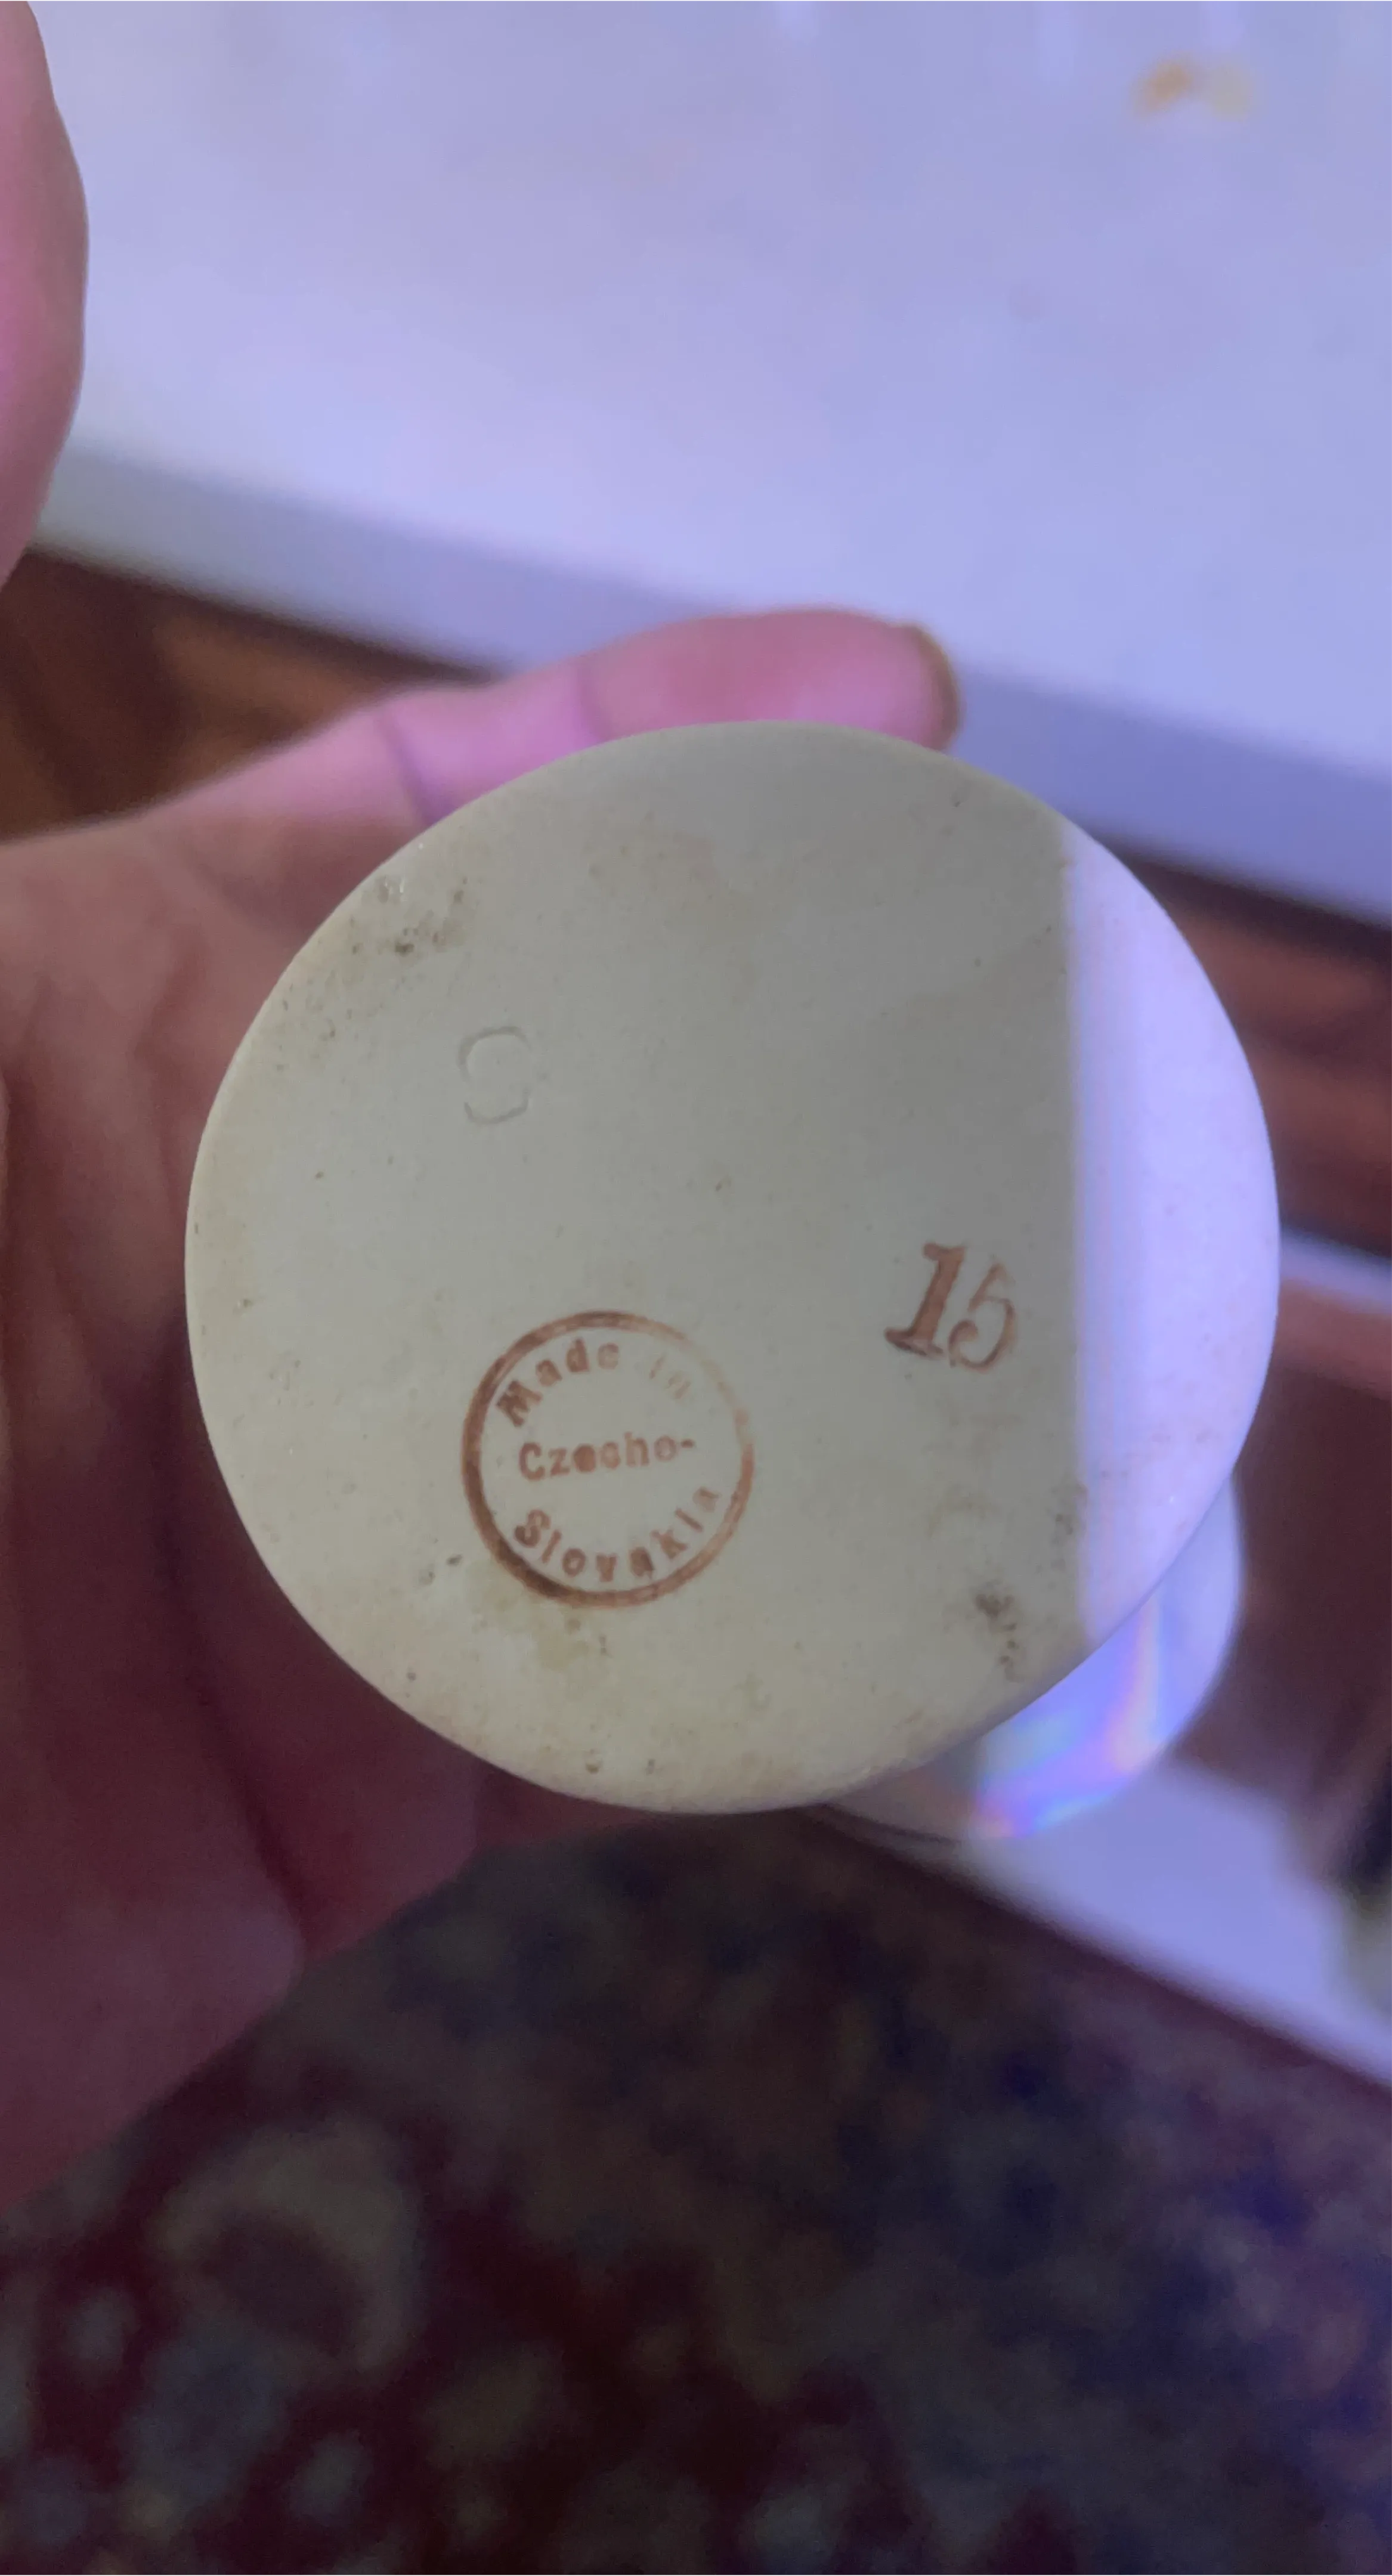 15
Made in
Czecho-
Slovakia